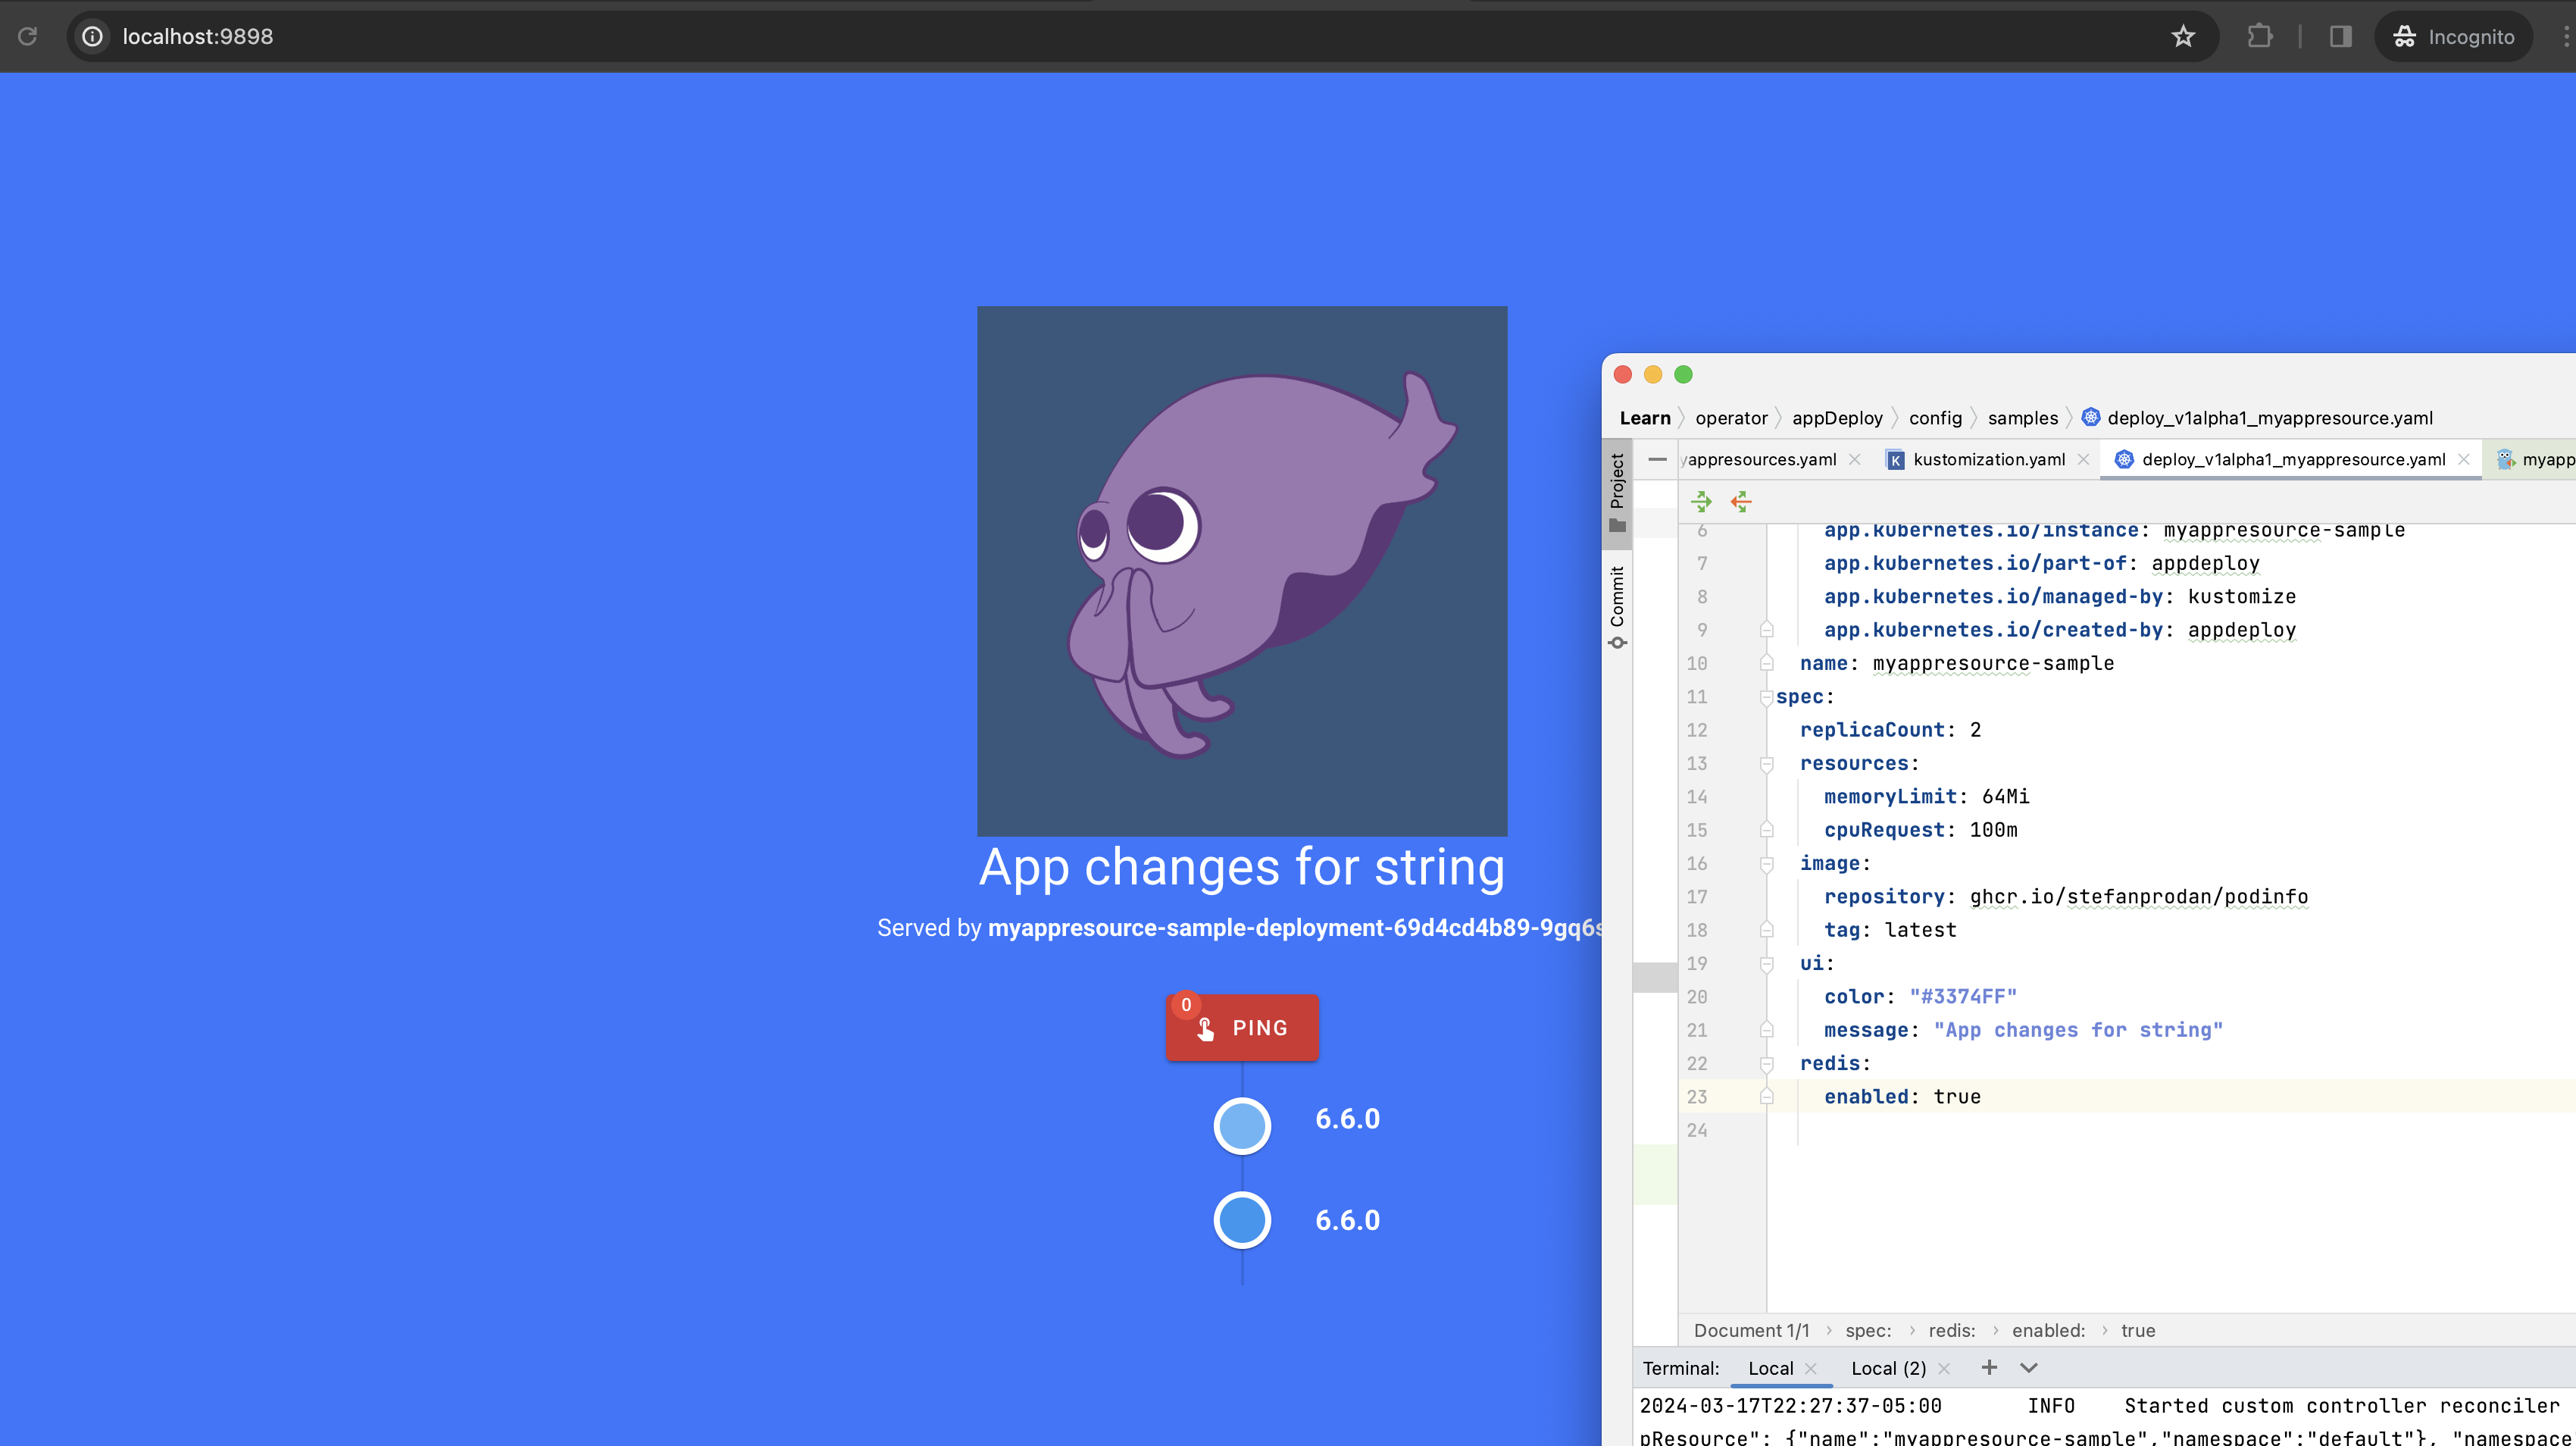 localhost:9898
Incognito
App changes for string
Served by myappresource-sample-deployment-69d4cd4b89-9gq6s
0
PING
6.6.0
6.6.0
Learn operator appDeploy config samples deploy_v1alpha1_myappresource.yaml
yappresources.yaml kustomization.yaml deploy_v1alpha1_myappresource.yaml myapp
Project
Commit
6 app.kubernetes.io/instance: myappresource-sample
7 app.kubernetes.io/part-of: appdeploy
8 app.kubernetes.io/managed-by: kustomize
9 app.kubernetes.io/created-by: appdeploy
10 name: myappresource-sample
11 spec:
12 replicaCount: 2
13 resources:
14 memoryLimit: 64Mi
15 cpuRequest: 100m
16 image:
17 repository: ghcr.io/stefanprodan/podinfo
18 tag: latest
19 ui:
20 color: "#3374FF"
21 message: "App changes for string"
22 redis:
23 enabled: true
24
Document 1/1 › spec: › redis: › enabled: › true
Terminal: Local Local (2)
2024-03-17T22:27:37-05:00 INFO Started custom controller reconciler
pResource": {"name":"myappresource-sample","namespace":"default"}, "namespace